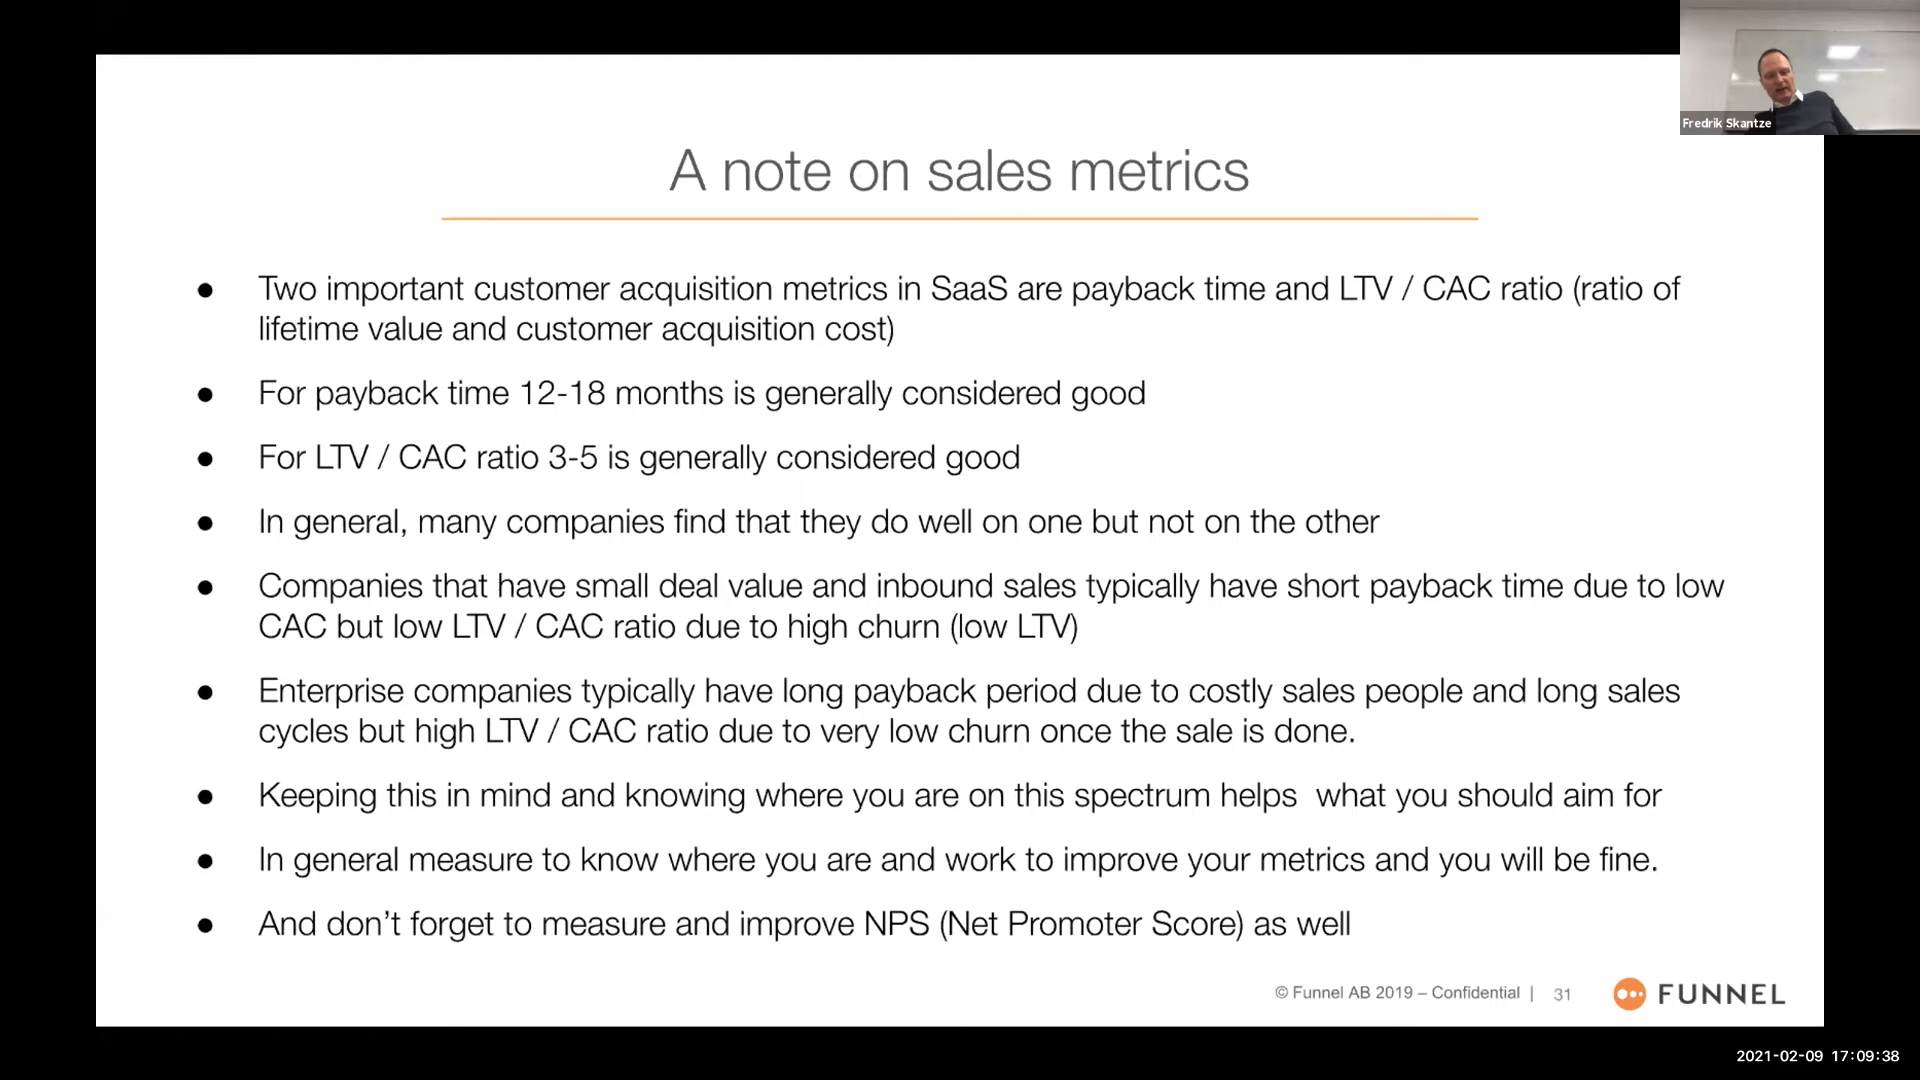 Fredrik Skantze
A note on sales metrics
● Two important customer acquisition metrics in SaaS are payback time and LTV / CAC ratio (ratio of
lifetime value and customer acquisition cost)
● For payback time 12-18 months is generally considered good
● For LTV / CAC ratio 3-5 is generally considered good
● In general, many companies find that they do well on one but not on the other
● Companies that have small deal value and inbound sales typically have short payback time due to low
CAC but low LTV / CAC ratio due to high churn (low LTV)
● Enterprise companies typically have long payback period due to costly sales people and long sales
cycles but high LTV / CAC ratio due to very low churn once the sale is done.
● Keeping this in mind and knowing where you are on this spectrum helps  what you should aim for
● In general measure to know where you are and work to improve your metrics and you will be fine.
● And don’t forget to measure and improve NPS (Net Promoter Score) as well
© Funnel AB 2019 – Confidential | 31 FUNNEL
2021-02-09 17:09:38